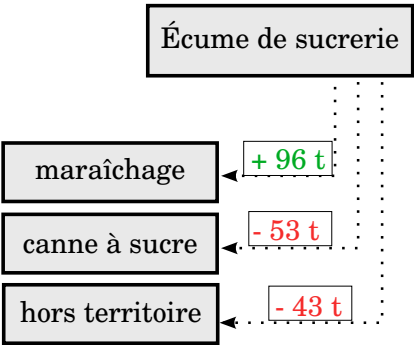 Écume de sucrerie
+ 96 t
maraîchage
- 53 t
canne à sucre
- 43 t
hors territoire